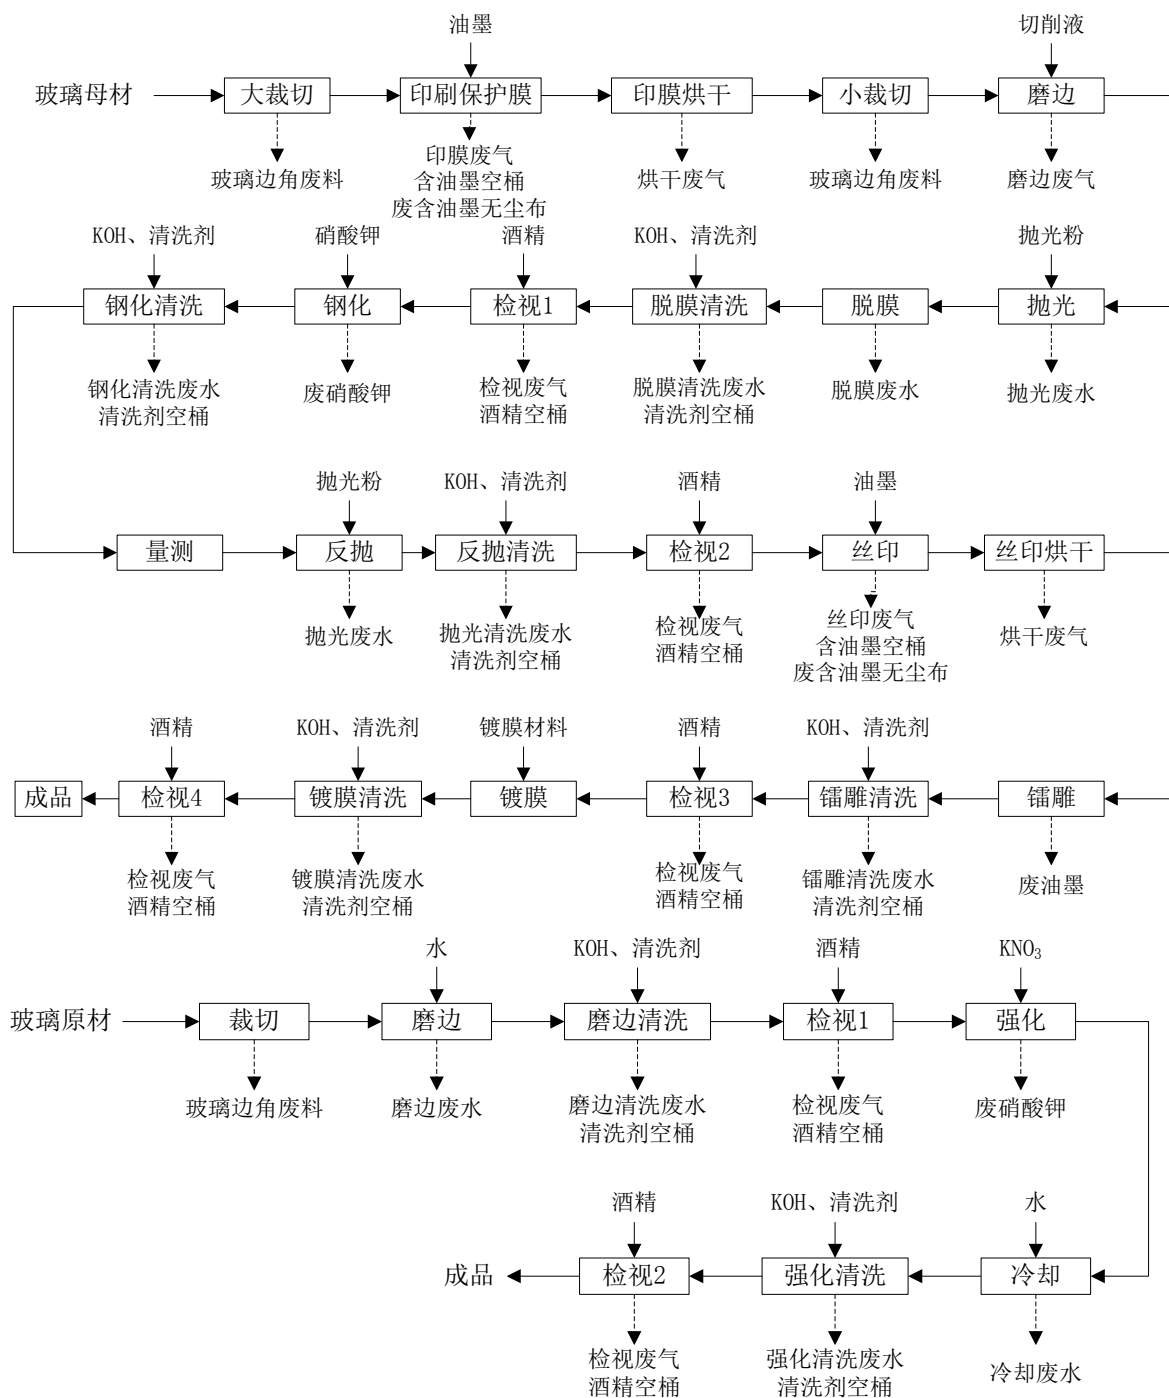 油墨
切削液
玻璃母材
大裁切
印刷保护膜
印膜烘干
小裁切
磨边
玻璃边角废料
印膜废气
含油墨空桶
废含油墨无尘布
烘干废气
玻璃边角废料
磨边废气
KOH、清洗剂
硝酸钾
酒精
KOH、清洗剂
抛光粉
钢化清洗
钢化
检视1
脱膜清洗
脱膜
抛光
钢化清洗废水
清洗剂空桶
废硝酸钾
检视废气
酒精空桶
脱膜清洗废水
清洗剂空桶
脱膜废水
抛光废水
抛光粉
KOH、清洗剂
酒精
油墨
量测
反抛
反抛清洗
检视2
丝印
丝印烘干
抛光废水
抛光清洗废水
清洗剂空桶
检视废气
酒精空桶
丝印废气
含油墨空桶
废含油墨无尘布
烘干废气
酒精
KOH、清洗剂
镀膜材料
酒精
KOH、清洗剂
成品
检视4
镀膜清洗
镀膜
检视3
镭雕清洗
镭雕
检视废气
酒精空桶
镀膜清洗废水
清洗剂空桶
检视废气
酒精空桶
镭雕清洗废水
清洗剂空桶
废油墨
水
KOH、清洗剂
酒精
KNO₃
玻璃原材
裁切
磨边
磨边清洗
检视1
强化
玻璃边角废料
磨边废水
磨边清洗废水
清洗剂空桶
检视废气
酒精空桶
废硝酸钾
酒精
KOH、清洗剂
水
成品
检视2
强化清洗
冷却
检视废气
酒精空桶
强化清洗废水
清洗剂空桶
冷却废水